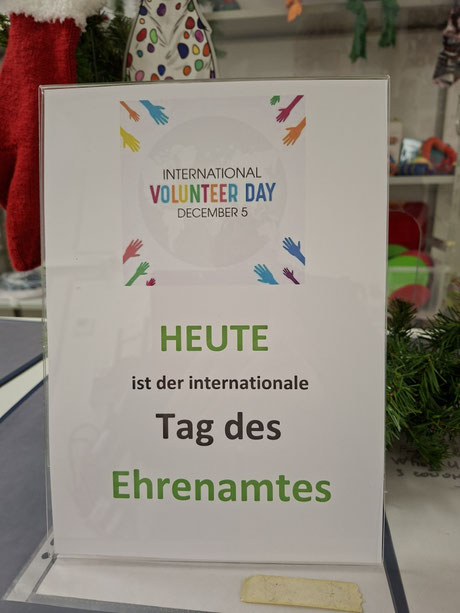 INTERNATIONAL
VOLUNTEER DAY
DECEMBER 5
HEUTE
ist der internationale
Tag des
Ehrenamtes